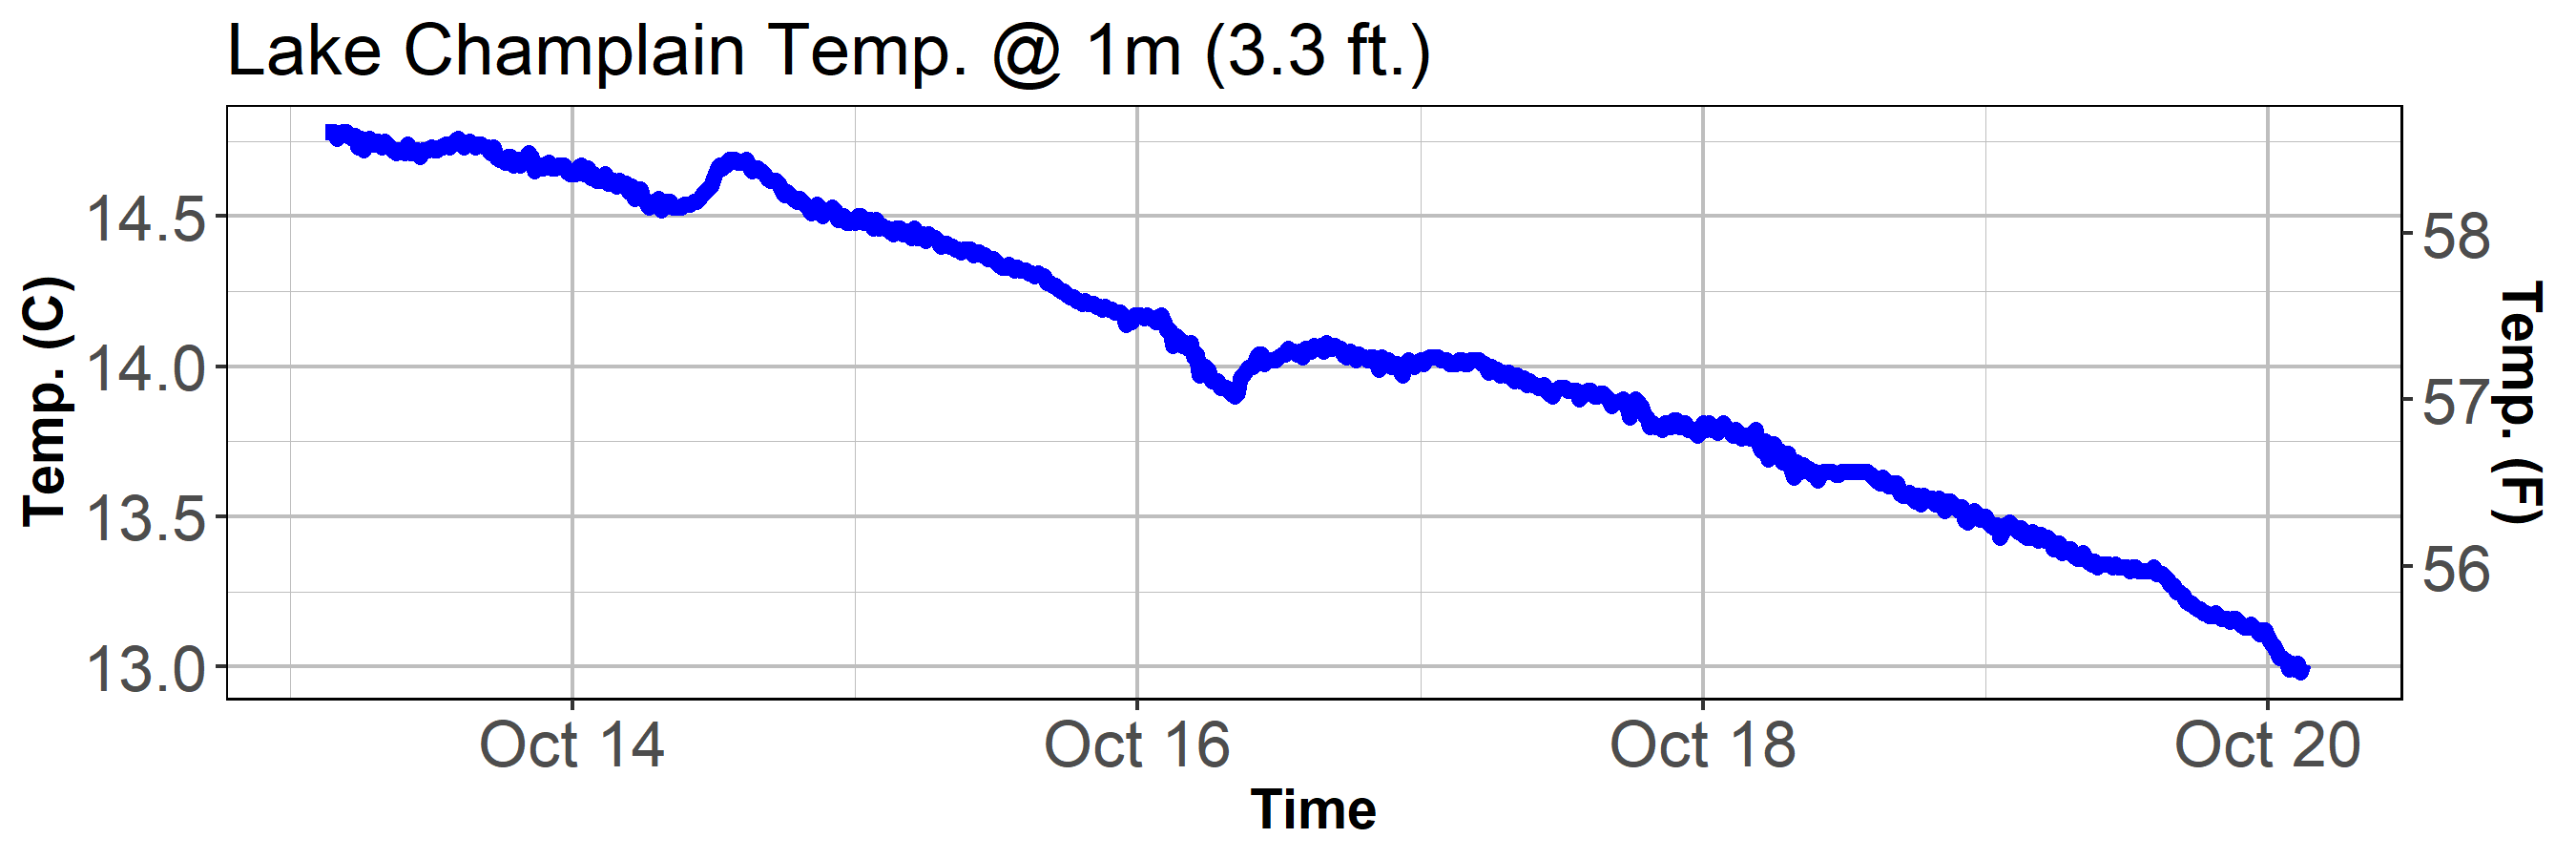 Lake Champlain Temp. @ 1m (3.3 ft.)
Temp. (C)
14.5
14.0
13.5
13.0
58
57
56
Temp. (F)
Oct 14
Oct 16
Oct 18
Oct 20
Time